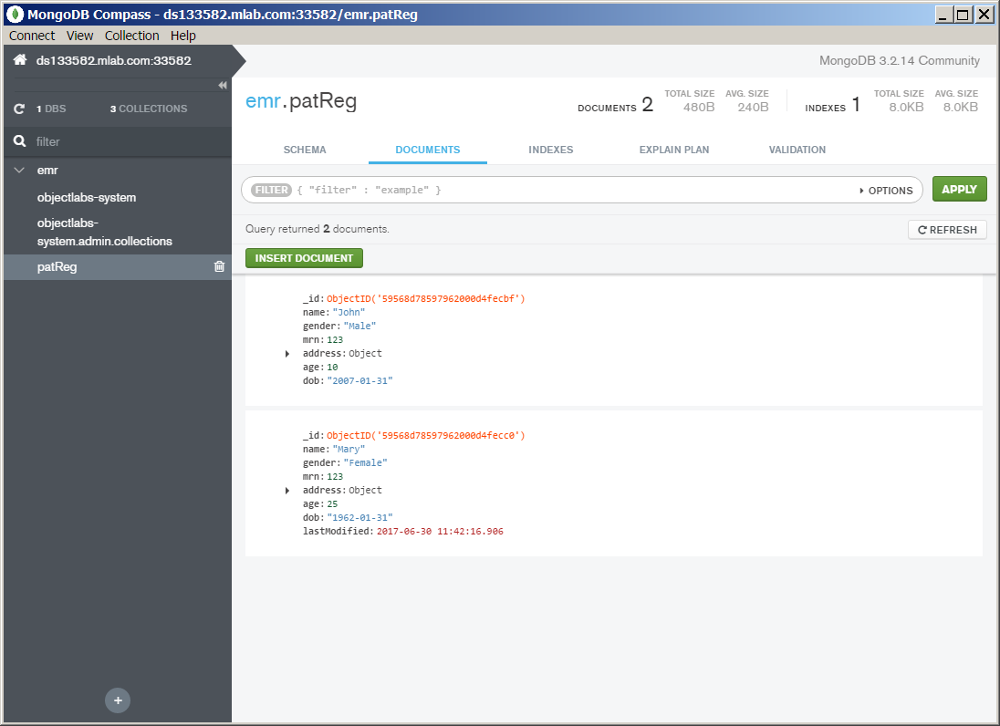 MongoDB Compass - ds133582.mlab.com:33582/emr.patReg
Connect View Collection Help
ds133582.mlab.com:33582
MongoDB 3.2.14 Community
1 DBS 3 COLLECTIONS
filter
emr
objectlabs-system
objectlabs-
system.admin.collections
patReg
emr.patReg
DOCUMENTS 2 TOTAL SIZE 480B AVG. SIZE 240B INDEXES 1 TOTAL SIZE 8.0KB AVG. SIZE 8.0KB
SCHEMA DOCUMENTS INDEXES EXPLAIN PLAN VALIDATION
FILTER { "filter" : "example" } OPTIONS APPLY
Query returned 2 documents. REFRESH
INSERT DOCUMENT
_id: ObjectID('59568d78597962000d4fecbf')
name: "John"
gender: "Male"
mrn: 123
address: Object
age: 10
dob: "2007-01-31"
_id: ObjectID('59568d78597962000d4fecc0')
name: "Mary"
gender: "Female"
mrn: 123
address: Object
age: 25
dob: "1962-01-31"
lastModified: 2017-06-30 11:42:16.906